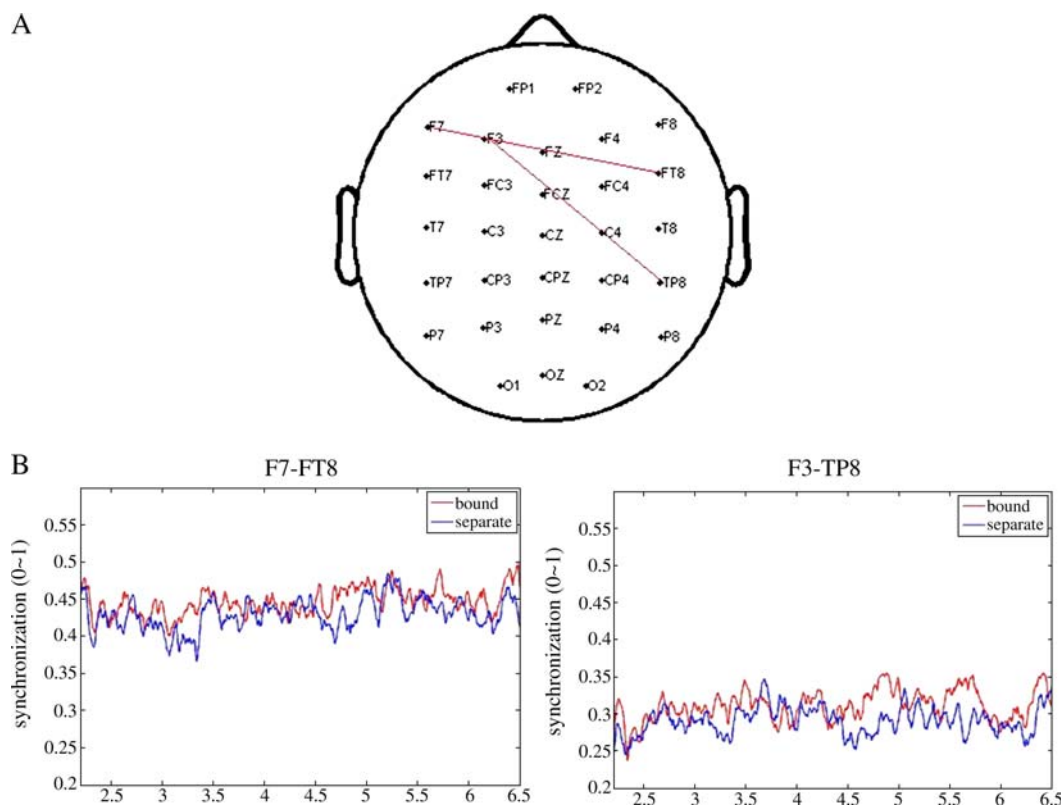 A
FP1 FP2
F7 F3 FZ F4 F8
FT7 FC3 FCZ FC4 FT8
T7 C3 CZ C4 T8
TP7 CP3 CPZ CP4 TP8
P7 P3 PZ P4 P8
O1 OZ O2
B
F7-FT8
bound
separate
synchronization (0~1)
0.55
0.5
0.45
0.4
0.35
0.3
0.25
0.2
2.5 3 3.5 4 4.5 5 5.5 6 6.5
F3-TP8
bound
separate
synchronization (0~1)
0.55
0.5
0.45
0.4
0.35
0.3
0.25
0.2
2.5 3 3.5 4 4.5 5 5.5 6 6.5